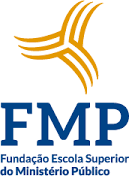 FMP
Fundação Escola Superior
do Ministério Público